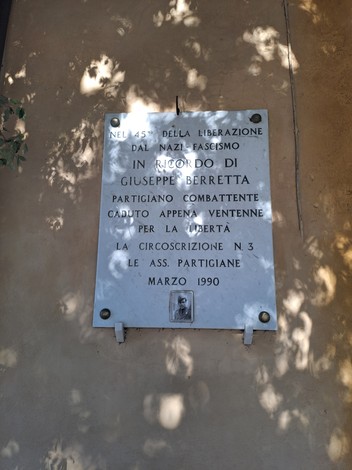 NEL 45° DELLA LIBERAZIONE
DAL NAZI-FASCISMO
IN RICORDO DI
GIUSEPPE BERRETTA
PARTIGIANO COMBATTENTE
CADUTO APPENA VENTENNE
PER LA LIBERTÀ
LA CIRCOSCRIZIONE N. 3
LE ASS. PARTIGIANE
MARZO 1990